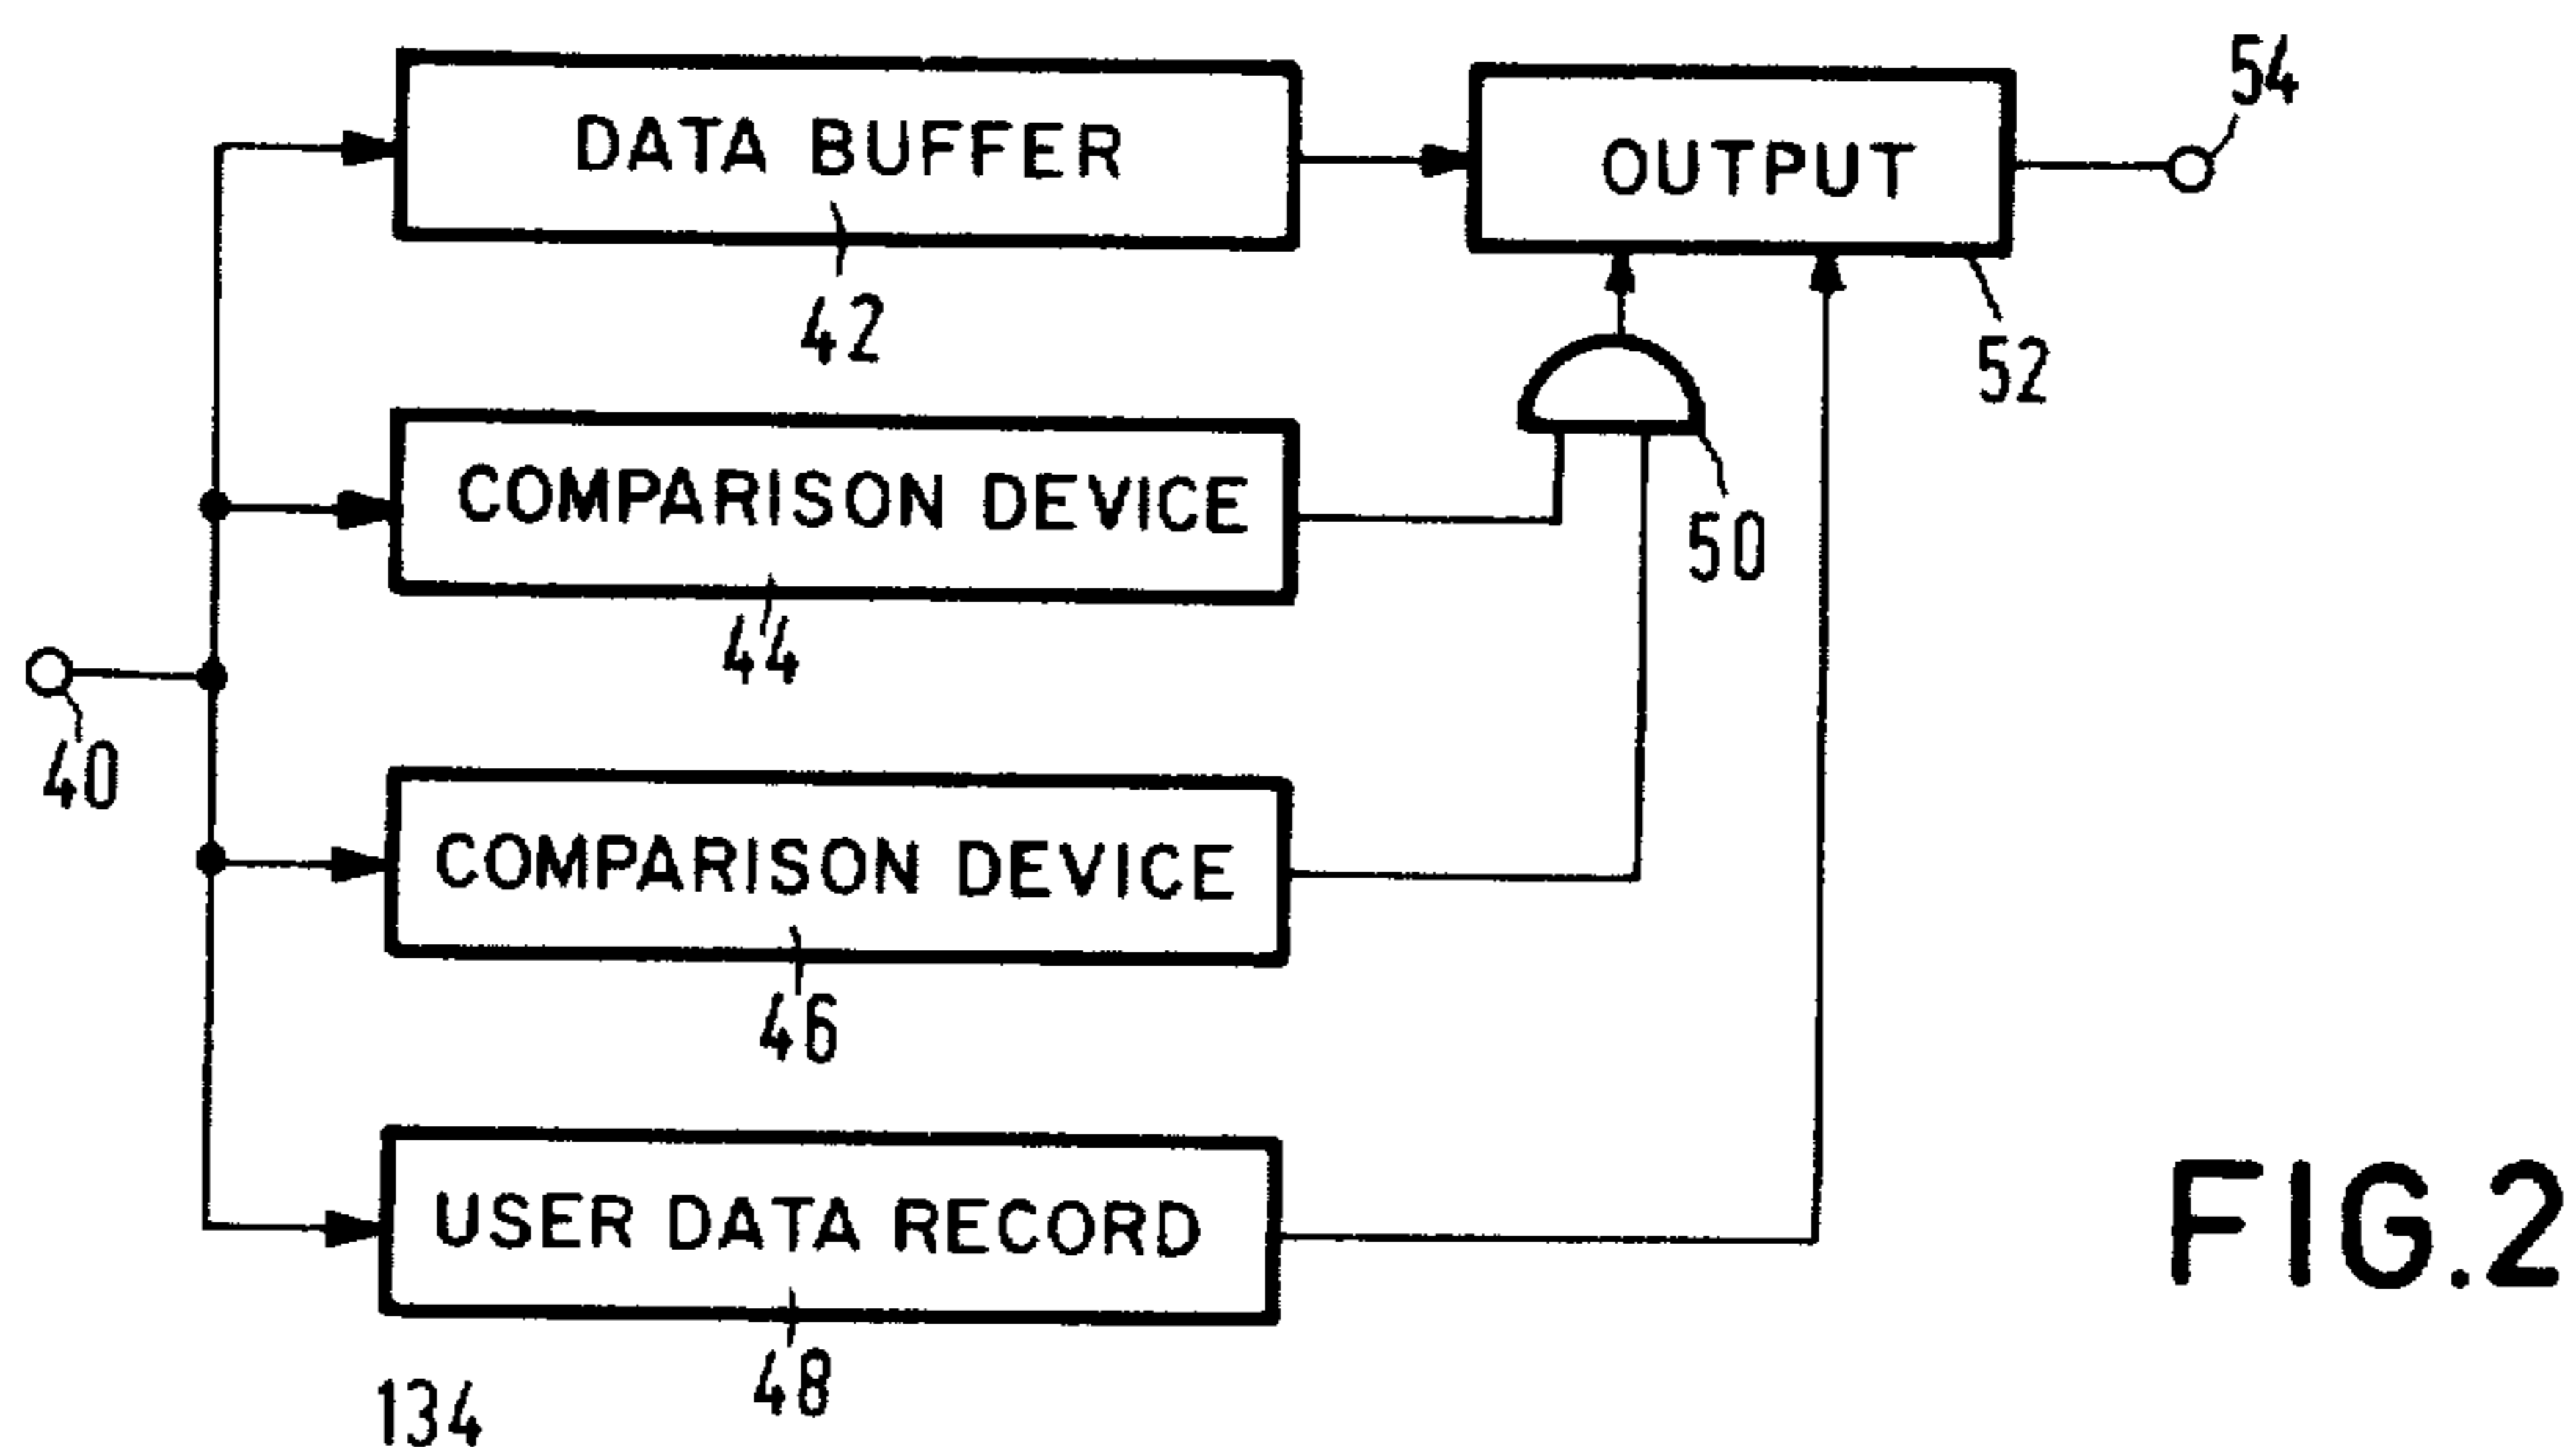 DATA BUFFER
42
OUTPUT
54
52
COMPARISON DEVICE
44
50
40
COMPARISON DEVICE
46
USER DATA RECORD
48
134
FIG.2